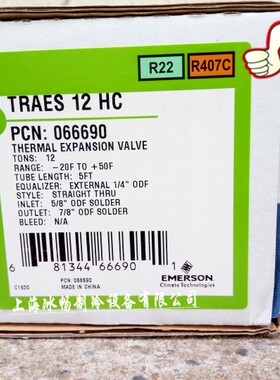 R22 R407C
TRAES 12 HC
PCN: 066690
THERMAL EXPANSION VALVE
TONS: 12
RANGE: -20F TO +50F
TUBE LENGTH: 5FT
EQUALIZER: EXTERNAL 1/4" ODF
STYLE: STRAIGHT THRU
INLET: 5/8" ODF SOLDER
OUTLET: 7/8" ODF SOLDER
BLEED: N/A
6 81344 66690 1
EMERSON
Climate Technologies
PCN: 066690
C1630 MADE IN CHINA
上海冰畅制冷设备有限公司